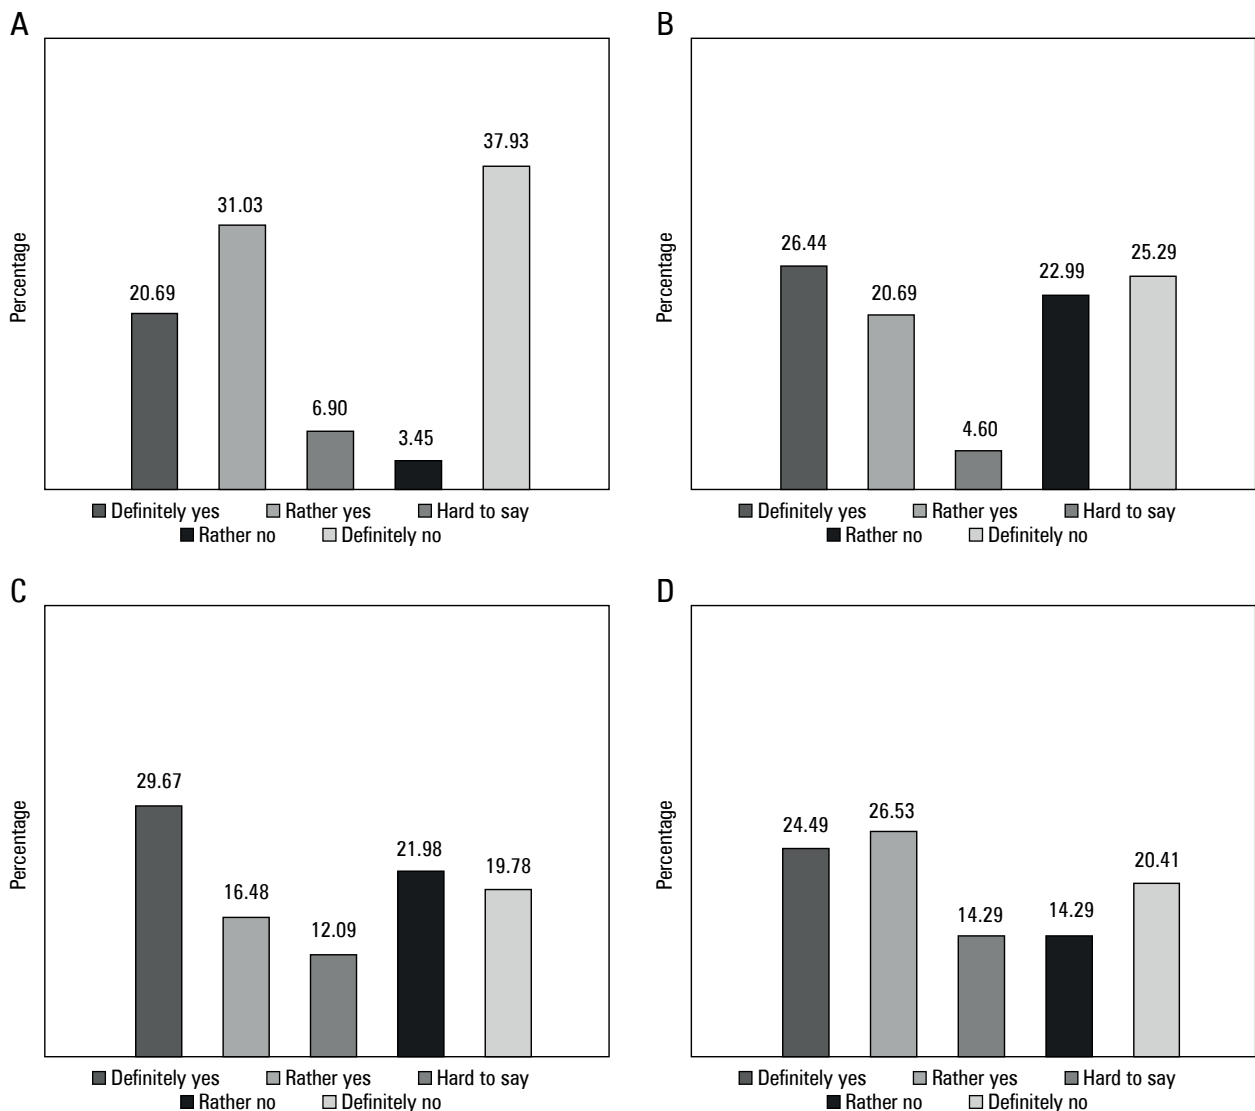 A
Percentage
20.69
31.03
6.90
3.45
37.93
Definitely yes Rather yes Hard to say
Rather no Definitely no
B
Percentage
26.44
20.69
4.60
22.99
25.29
Definitely yes Rather yes Hard to say
Rather no Definitely no
C
Percentage
29.67
16.48
12.09
21.98
19.78
Definitely yes Rather yes Hard to say
Rather no Definitely no
D
Percentage
24.49
26.53
14.29
14.29
20.41
Definitely yes Rather yes Hard to say
Rather no Definitely no